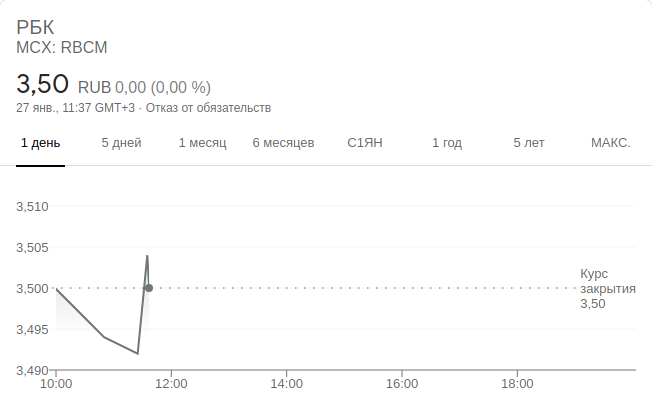 РБК
MCX: RBCM
3,50 RUB 0,00 (0,00 %)
27 янв., 11:37 GMT+3 · Отказ от обязательств
1 день 5 дней 1 месяц 6 месяцев С1ЯН 1 год 5 лет МАКС.
3,510
3,505
3,500
3,495
3,490
Курс
закрытия
3,50
10:00 12:00 14:00 16:00 18:00